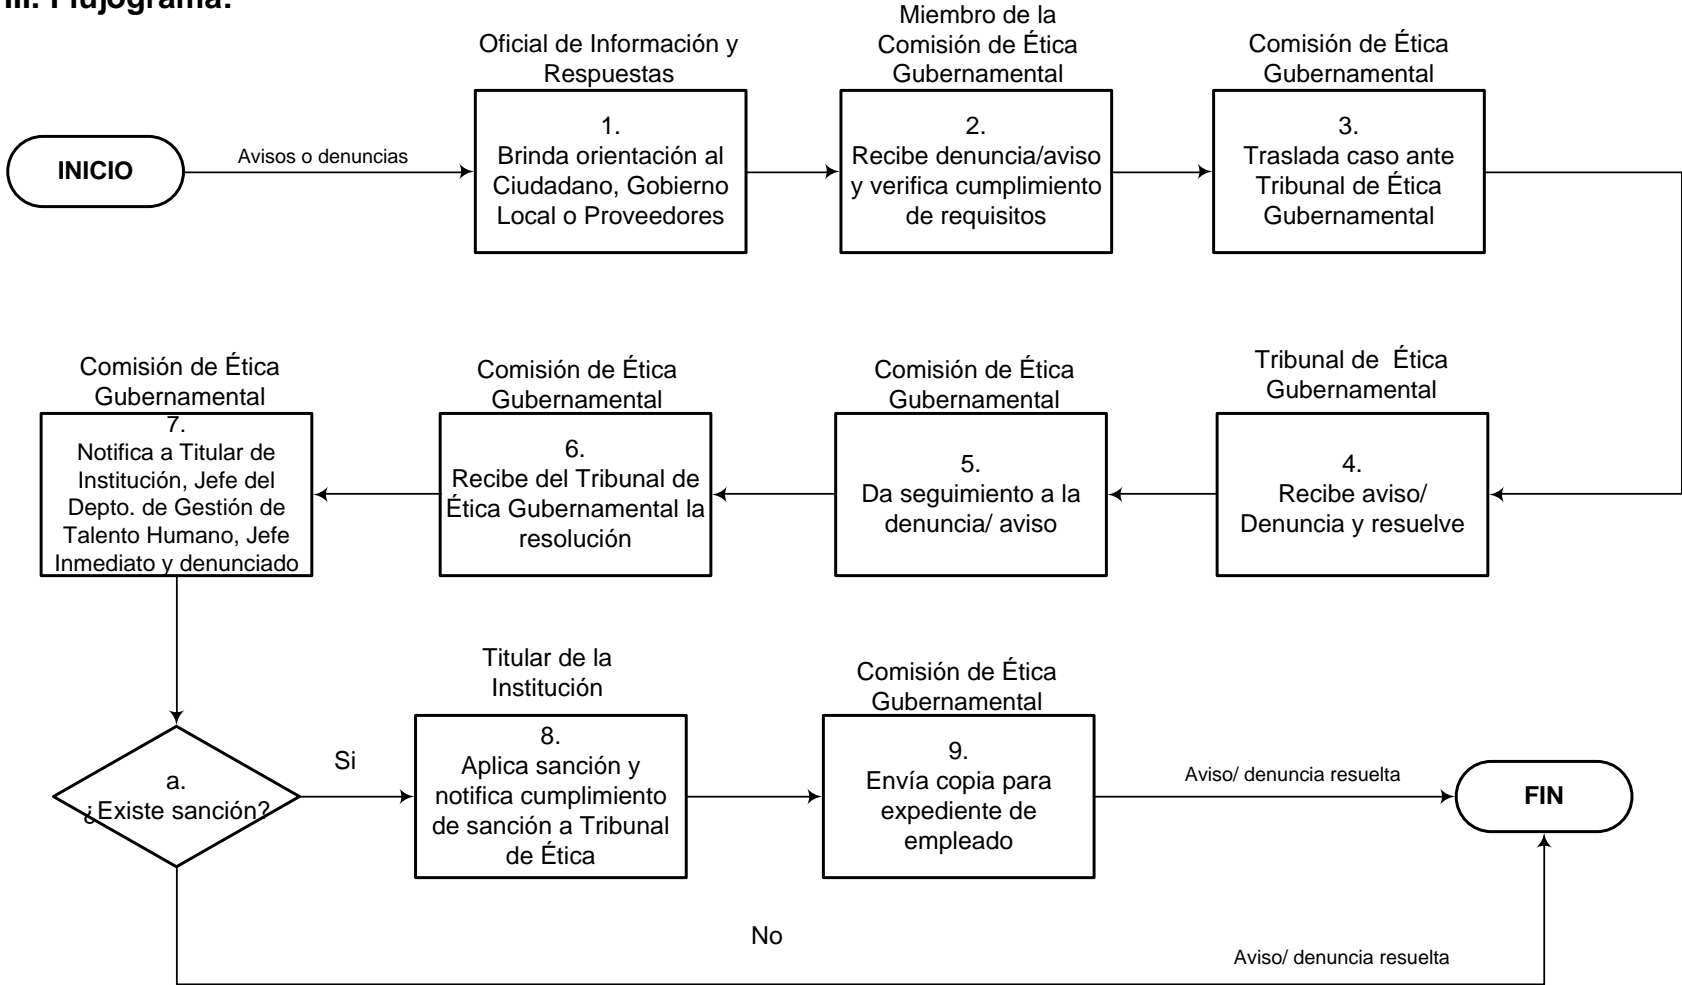 III. Flujograma.
INICIO
Avisos o denuncias
Oficial de Información y
Respuestas
1.
Brinda orientación al
Ciudadano, Gobierno
Local o Proveedores
Miembro de la
Comisión de Ética
Gubernamental
2.
Recibe denuncia/aviso
y verifica cumplimiento
de requisitos
Comisión de Ética
Gubernamental
3.
Traslada caso ante
Tribunal de Ética
Gubernamental
Tribunal de Ética
Gubernamental
4.
Recibe aviso/
Denuncia y resuelve
Comisión de Ética
Gubernamental
5.
Da seguimiento a la
denuncia/ aviso
Comisión de Ética
Gubernamental
6.
Recibe del Tribunal de
Ética Gubernamental la
resolución
Comisión de Ética
Gubernamental
7.
Notifica a Titular de
Institución, Jefe del
Depto. de Gestión de
Talento Humano, Jefe
Inmediato y denunciado
a.
¿Existe sanción?
Si
Titular de la
Institución
8.
Aplica sanción y
notifica cumplimiento
de sanción a Tribunal
de Ética
Comisión de Ética
Gubernamental
9.
Envía copia para
expediente de
empleado
Aviso/ denuncia resuelta
FIN
No
Aviso/ denuncia resuelta